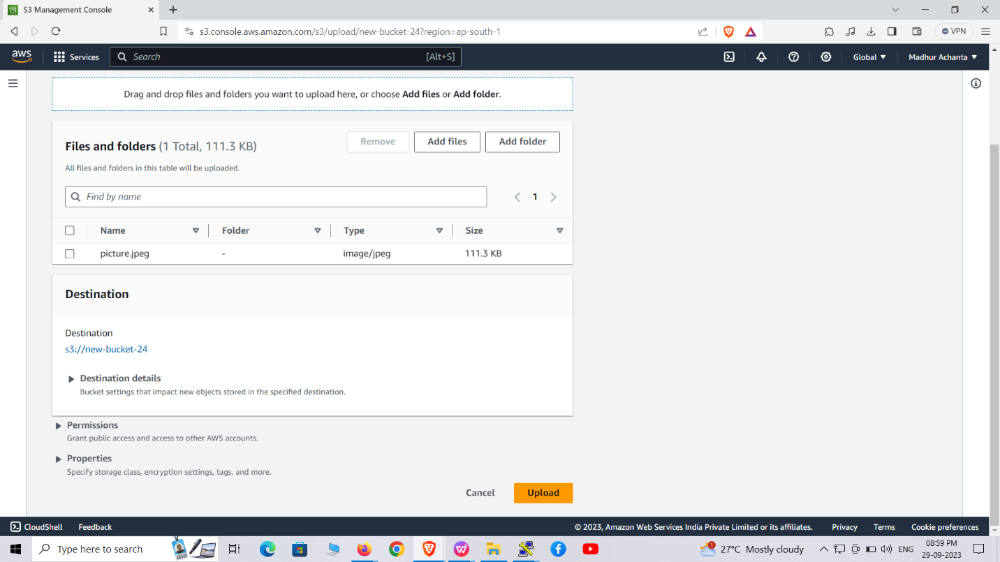 S3 Management Console
s3.console.aws.amazon.com/s3/upload/new-bucket-24?region=ap-south-1
VPN
aws
Services
Search
[Alt+S]
Global
Madhur Achanta
Drag and drop files and folders you want to upload here, or choose Add files or Add folder.
Files and folders (1 Total, 111.3 KB)
Remove
Add files
Add folder
All files and folders in this table will be uploaded.
Find by name
1
Name Folder Type Size
picture.jpeg - image/jpeg 111.3 KB
Destination
Destination
s3://new-bucket-24
Destination details
Bucket settings that impact new objects stored in the specified destination.
Permissions
Grant public access and access to other AWS accounts.
Properties
Specify storage class, encryption settings, tags, and more.
Cancel
Upload
CloudShell
Feedback
© 2023, Amazon Web Services India Private Limited or its affiliates.
Privacy
Terms
Cookie preferences
Type here to search
1
27°C Mostly cloudy
ENG
08:59 PM
29-09-2023